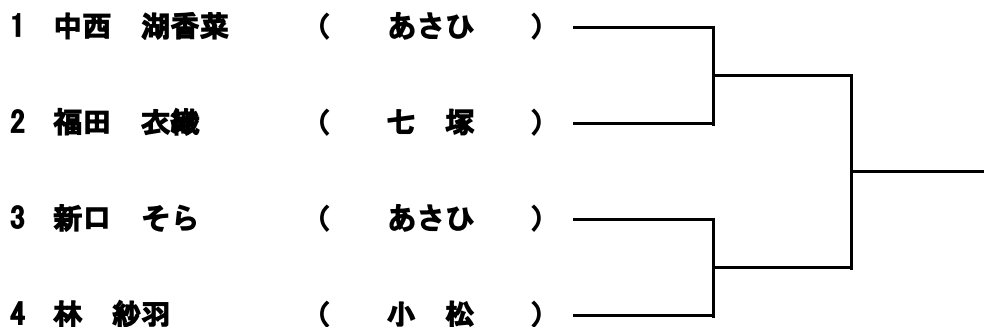 1 中西 湖香菜 ( あさひ )
2 福田 衣織 ( 七 塚 )
3 新口 そら ( あさひ )
4 林 紗羽 ( 小 松 )